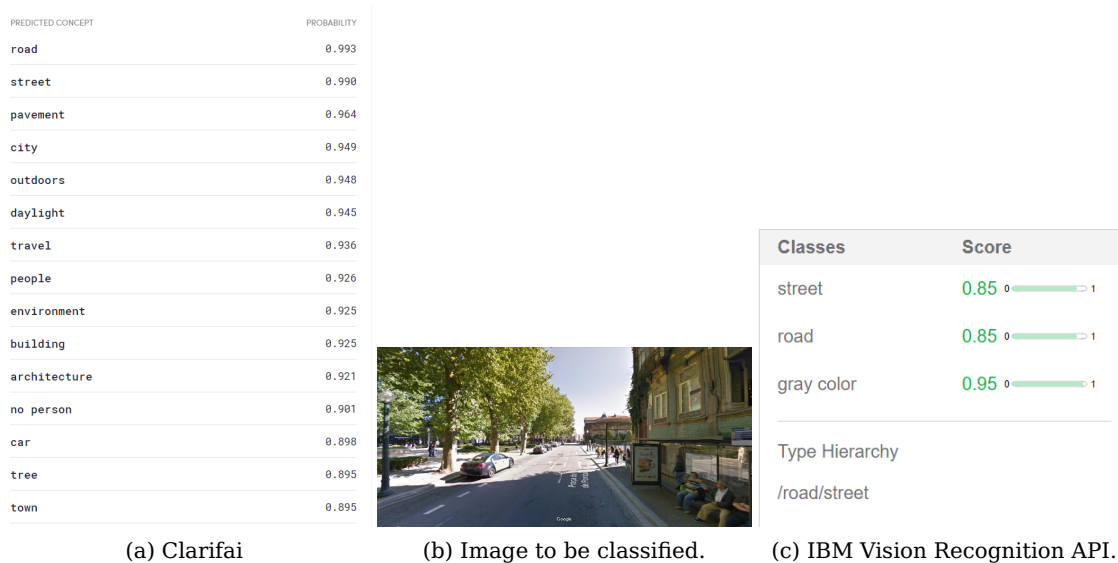 PREDICTED CONCEPT PROBABILITY
road 0.993
street 0.990
pavement 0.964
city 0.949
outdoors 0.948
daylight 0.945
travel 0.936
people 0.926
environment 0.925
building 0.925
architecture 0.921
no person 0.901
car 0.898
tree 0.895
town 0.895
(a) Clarifai
Google
(b) Image to be classified.
Classes Score
street 0.85 0 1
road 0.85 0 1
gray color 0.95 0 1
Type Hierarchy
/road/street
(c) IBM Vision Recognition API.